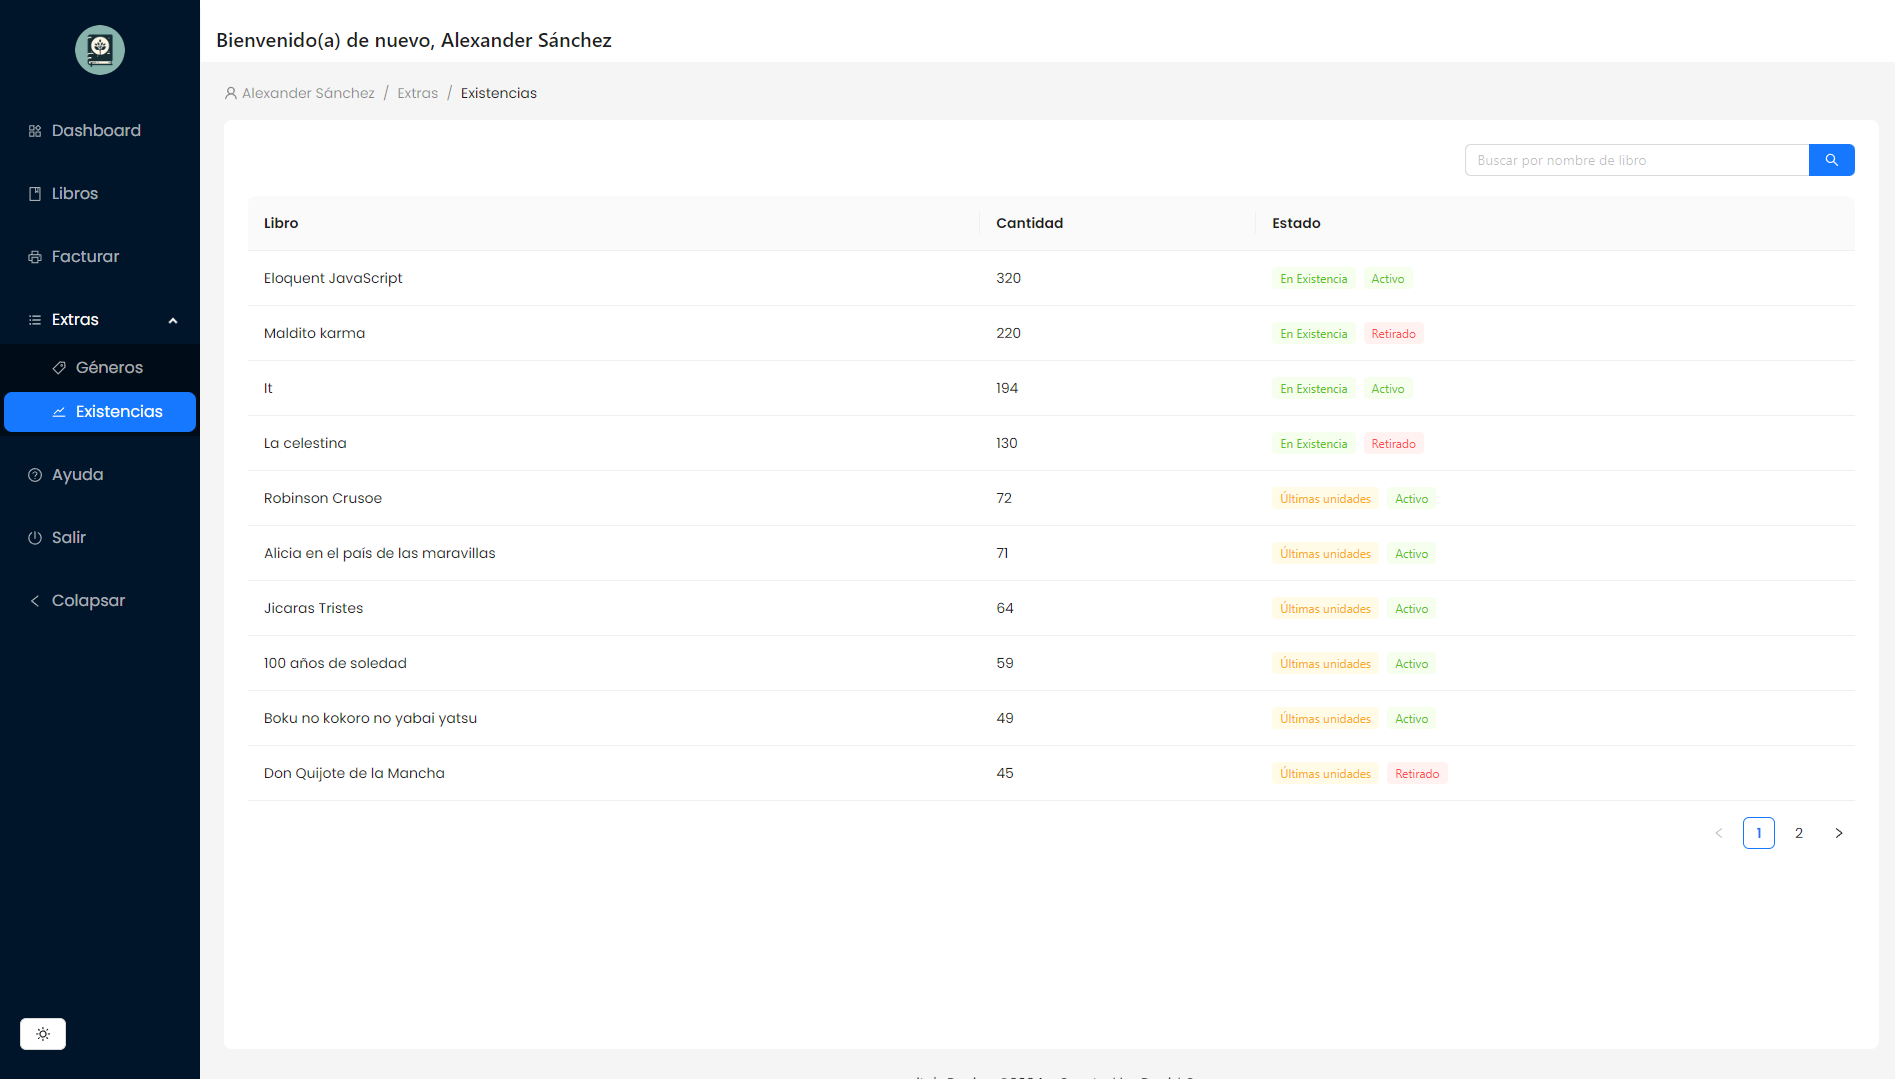 Bienvenido(a) de nuevo, Alexander Sánchez
Alexander Sánchez / Extras / Existencias
Dashboard
Libros
Facturar
Extras
Géneros
Existencias
Ayuda
Salir
Colapsar
Buscar por nombre de libro
Libro Cantidad Estado
Eloquent JavaScript 320 En Existencia Activo
Maldito karma 220 En Existencia Retirado
It 194 En Existencia Activo
La celestina 130 En Existencia Retirado
Robinson Crusoe 72 Últimas unidades Activo
Alicia en el país de las maravillas 71 Últimas unidades Activo
Jicaras Tristes 64 Últimas unidades Activo
100 años de soledad 59 Últimas unidades Activo
Boku no kokoro no yabai yatsu 49 Últimas unidades Activo
Don Quijote de la Mancha 45 Últimas unidades Retirado
< 1 2 >